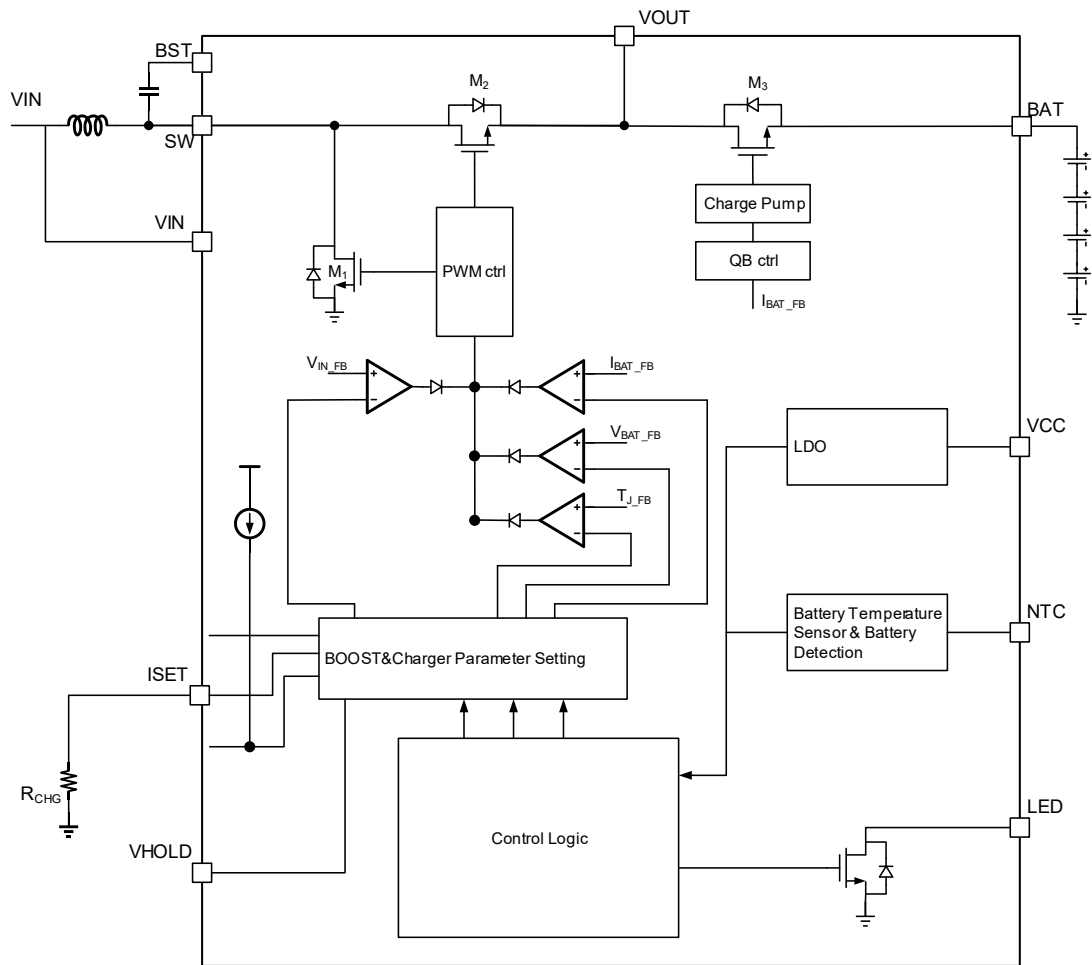 VOUT
BST
VIN
M2
M3
BAT
SW
VIN
Charge Pump
M1
PWM ctrl
QB ctrl
IBAT_FB
VIN_FB
IBAT_FB
VBAT_FB
TJ_FB
LDO
VCC
Battery Temperature
Sensor & Battery
Detection
NTC
BOOST&Charger Parameter Setting
ISET
RCHG
Control Logic
LED
VHOLD